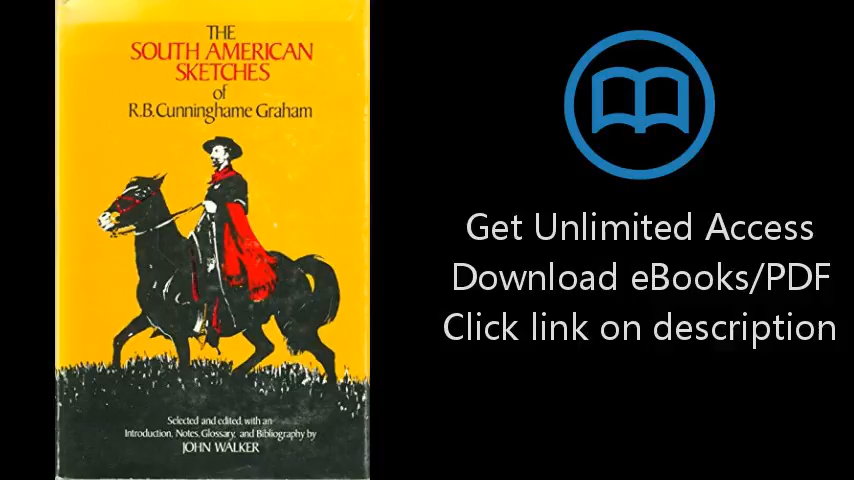 THE
SOUTH AMERICAN
SKETCHES
of
R.B.Cunninghame Graham
Selected and edited, with an
Introduction, Notes, Glossary, and Bibliography by
JOHN WALKER
Get Unlimited Access
Download eBooks/PDF
Click link on description